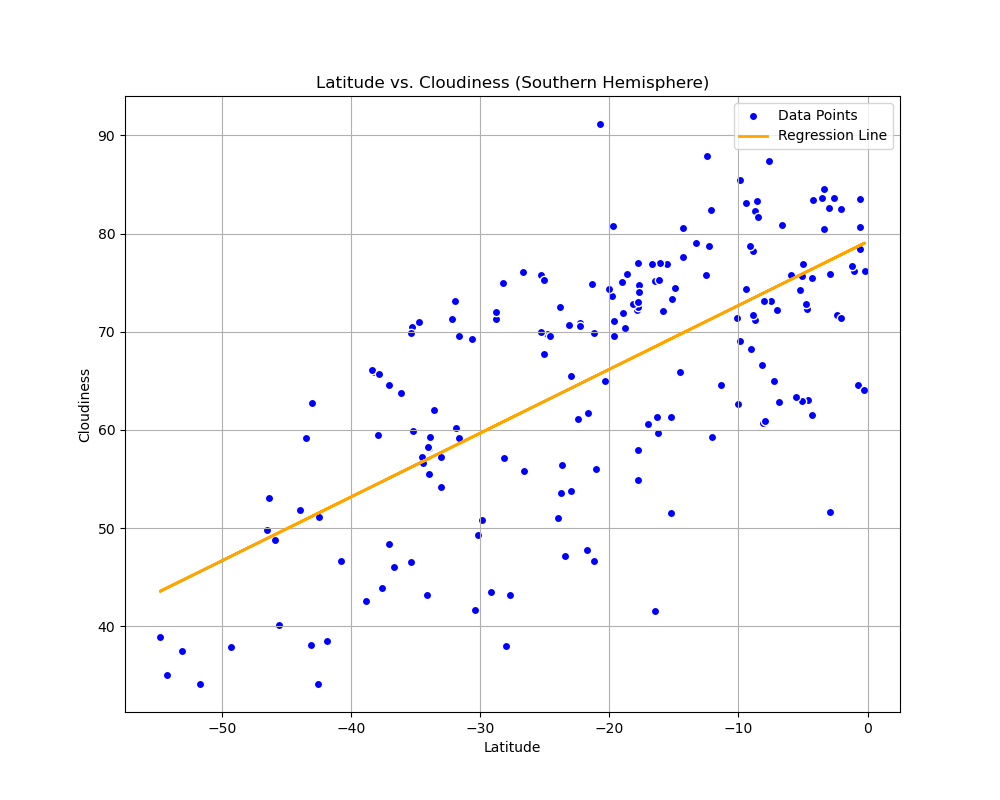 Latitude vs. Cloudiness (Southern Hemisphere)
Data Points
Regression Line
90
80
70
60
50
40
Cloudiness
−50 −40 −30 −20 −10 0
Latitude